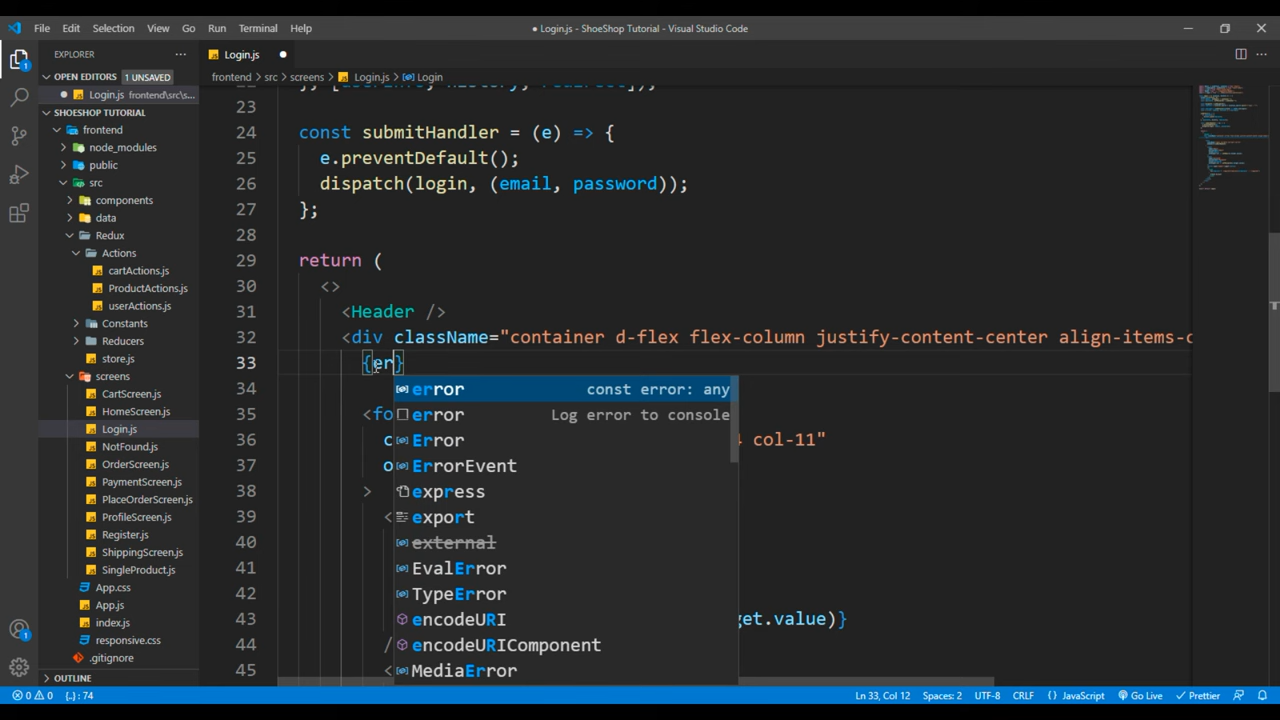 File Edit Selection View Go Run Terminal Help
● Login.js - ShoeShop Tutorial - Visual Studio Code
EXPLORER
OPEN EDITORS 1 UNSAVED
Login.js frontend\src\s...
SHOESHOP TUTORIAL
frontend
node_modules
public
src
components
data
Redux
Actions
cartActions.js
ProductActions.js
userActions.js
Constants
Reducers
store.js
screens
CartScreen.js
HomeScreen.js
Login.js
NotFound.js
OrderScreen.js
PaymentScreen.js
PlaceOrderScreen.js
ProfileScreen.js
Register.js
ShippingScreen.js
SingleProduct.js
App.css
App.js
index.js
responsive.css
.gitignore
OUTLINE
Login.js
frontend > src > screens > Login.js > Login
23
24 const submitHandler = (e) => {
25 e.preventDefault();
26 dispatch(login, (email, password));
27 };
28
29 return (
30 <>
31 <Header />
32 <div className="container d-flex flex-column justify-content-center align-items-c
33 {er}
34
35 <fo
36 c 4 col-11"
37 o
38 >
39 <
40
41
42
43 get.value)}
44 /
45 <
error const error: any
error Log error to console
Error
ErrorEvent
express
export
external
EvalError
TypeError
encodeURI
encodeURIComponent
MediaError
0 0 {..} : 74
Ln 33, Col 12 Spaces: 2 UTF-8 CRLF {} JavaScript Go Live Prettier